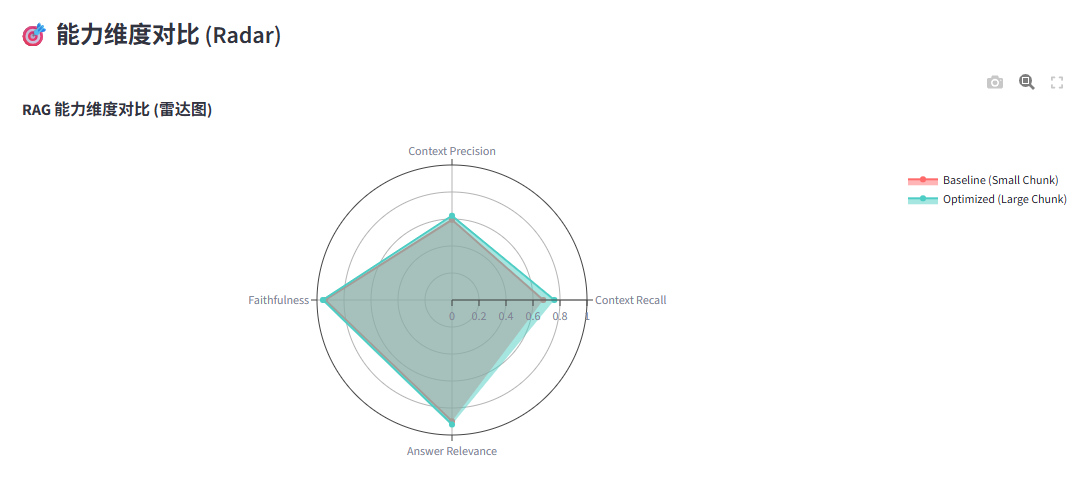 🎯 能力维度对比 (Radar)
RAG 能力维度对比 (雷达图)
Context Precision
Baseline (Small Chunk)
Optimized (Large Chunk)
Faithfulness
Context Recall
0 0.2 0.4 0.6 0.8 1
Answer Relevance